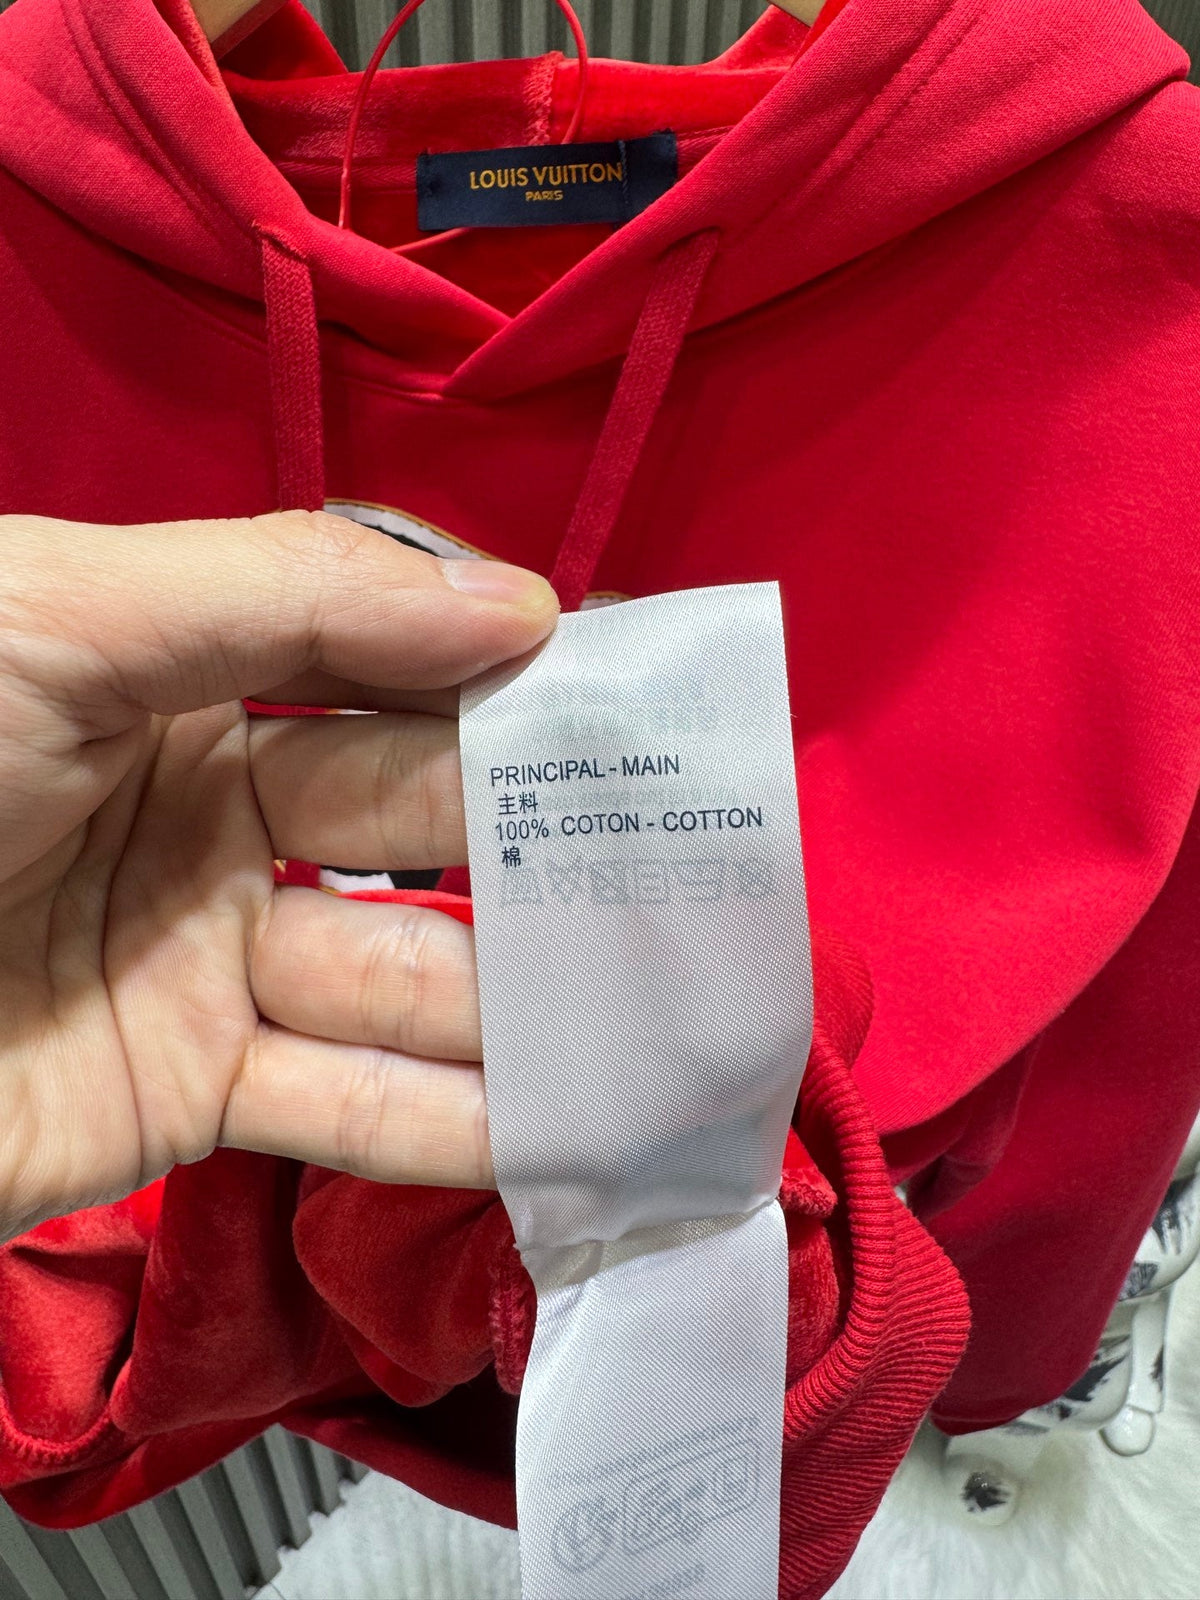 LOUIS VUITTON
PARIS
PRINCIPAL - MAIN
主料
100% COTON - COTTON
棉